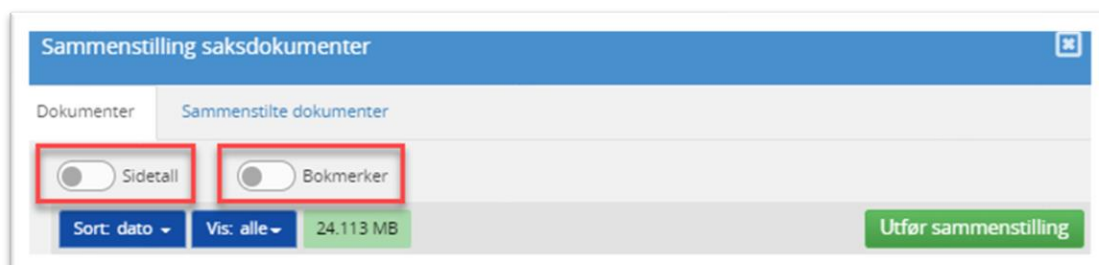 Sammenstilling saksdokumenter
Dokumenter Sammenstilte dokumenter
Sidetall Bokmerker
Sort: dato Vis: alle 24.113 MB Utfør sammenstilling